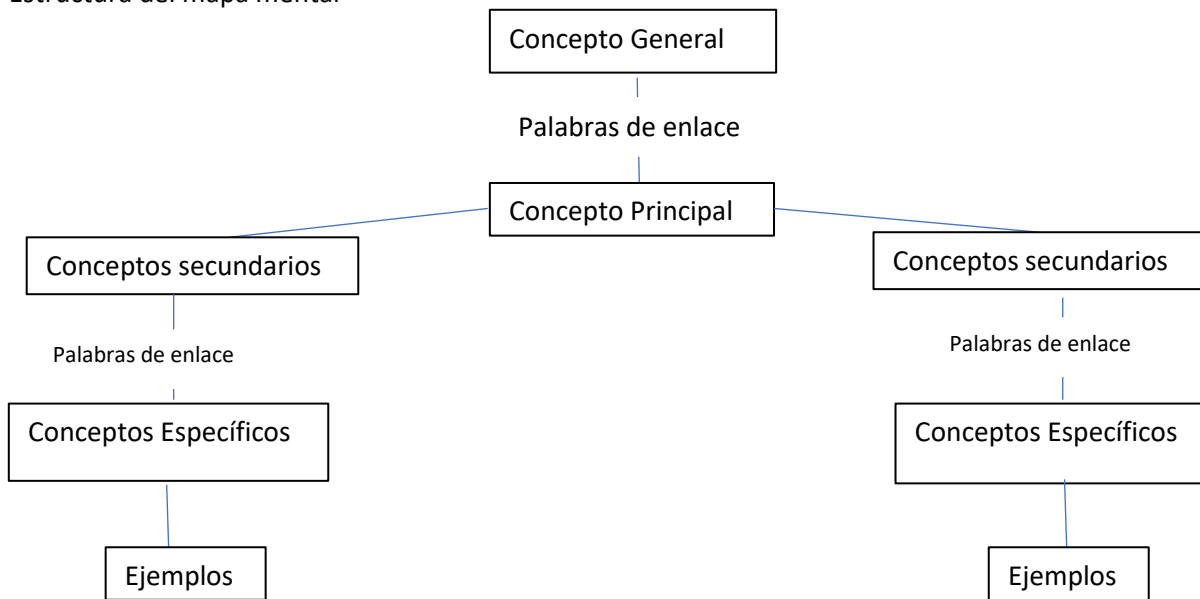 Estructura del mapa mental
Concepto General
Palabras de enlace
Concepto Principal
Conceptos secundarios
Conceptos secundarios
Palabras de enlace
Palabras de enlace
Conceptos Específicos
Conceptos Específicos
Ejemplos
Ejemplos